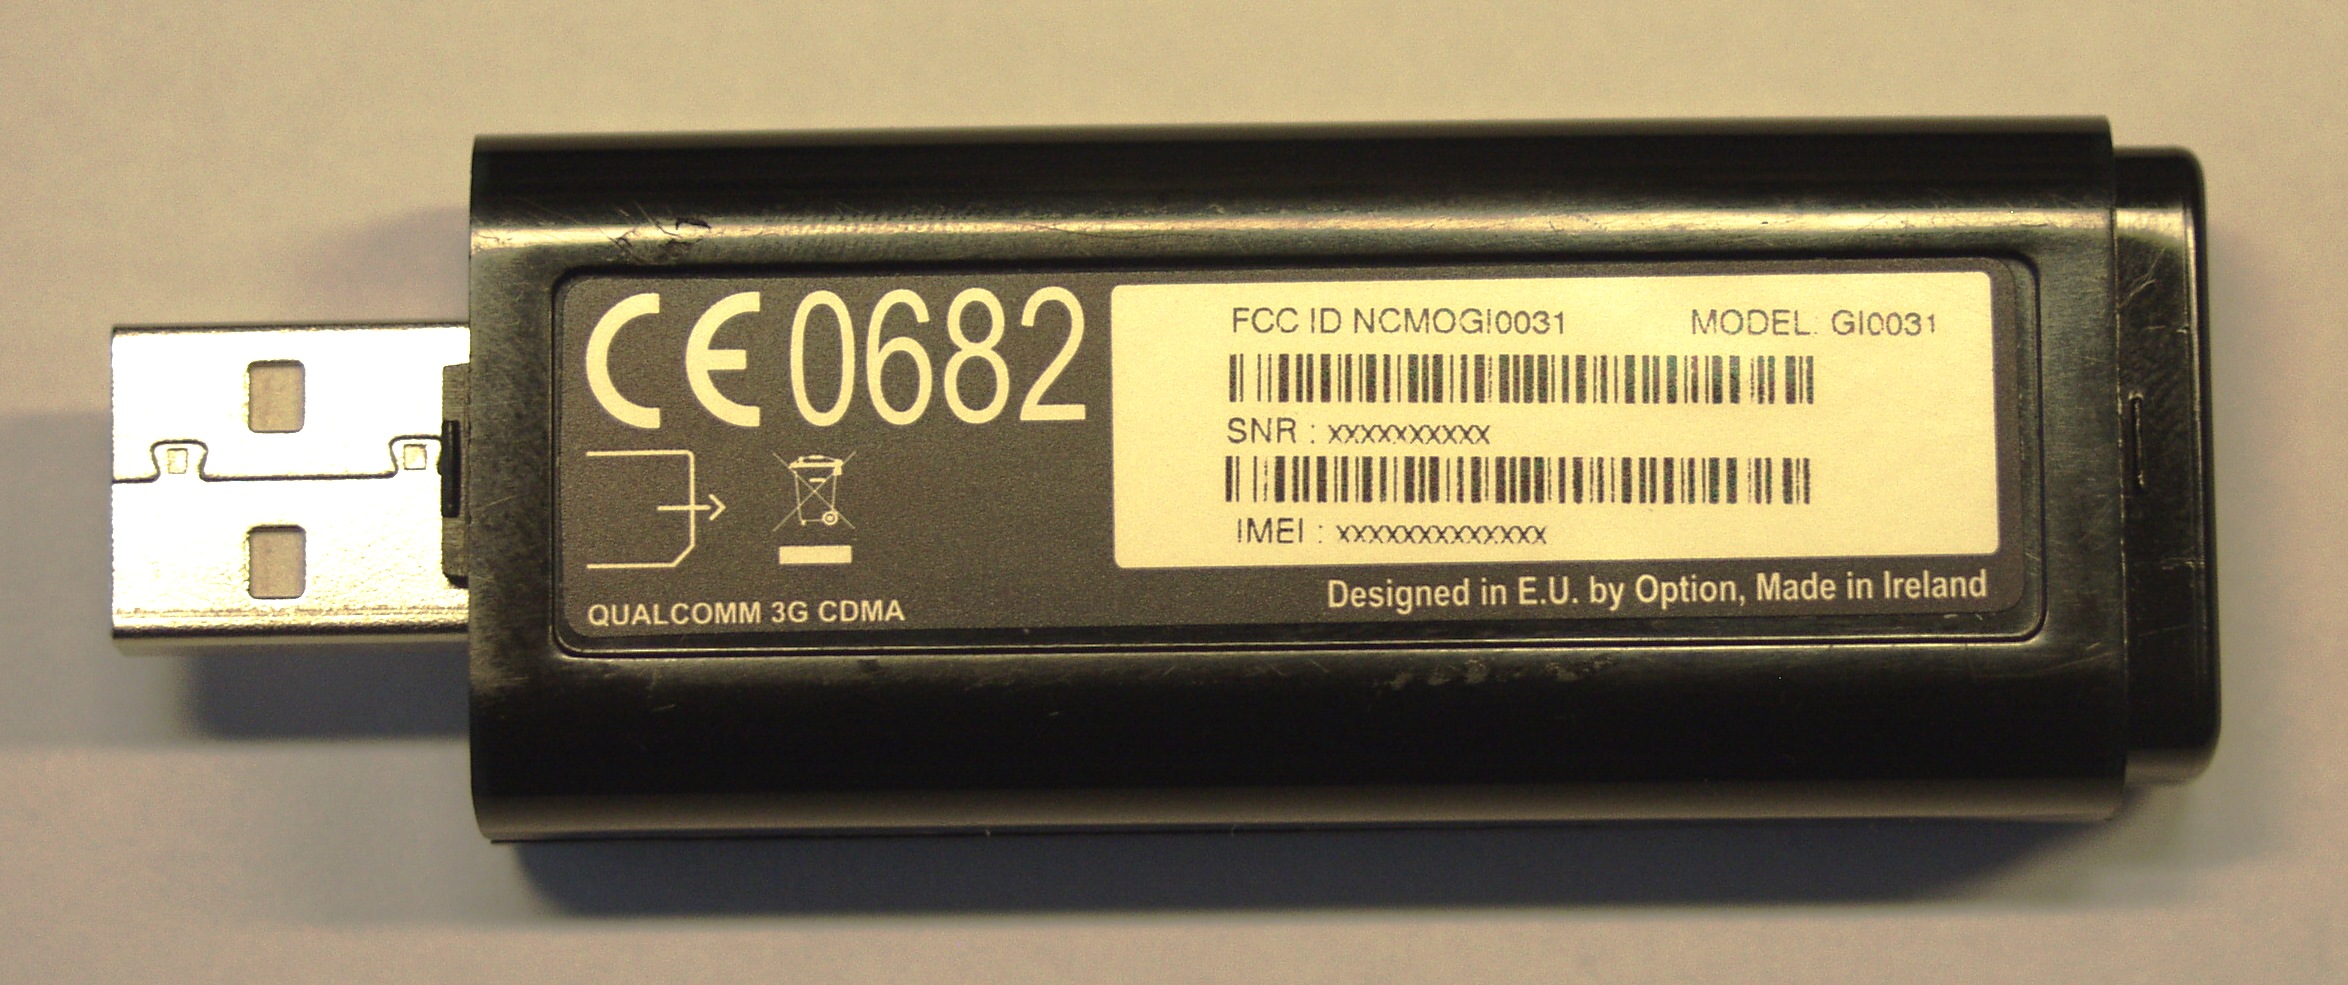 CE 0682
FCC ID NCMOGI0031 MODEL: GI0031
SNR : xxxxxxxxxx
IMEI : xxxxxxxxxxxxx
QUALCOMM 3G CDMA
Designed in E.U. by Option, Made in Ireland